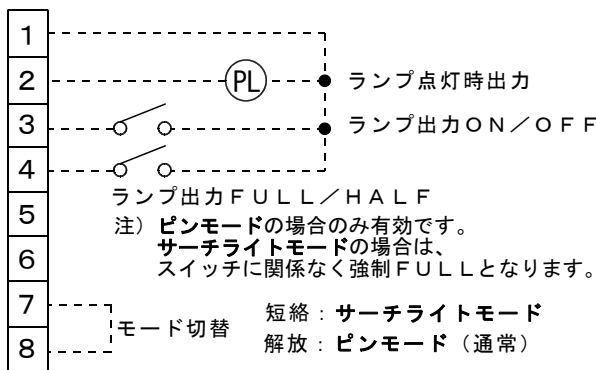 1
2
PL
ランプ点灯時出力
3
ランプ出力ON/OFF
4
ランプ出力FULL/HALF
5
注）ピンモードの場合のみ有効です。
6
サーチライトモードの場合は、
スイッチに関係なく強制FULLとなります。
7
短絡：サーチライトモード
モード切替
8
解放：ピンモード（通常）